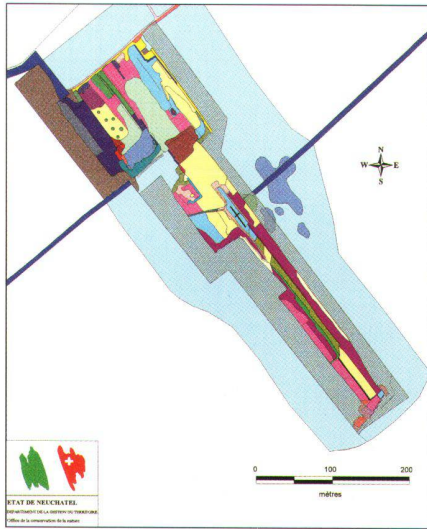 N
W E
S
0 100 200
mètres
ETAT DE NEUCHATEL
DEPARTEMENT DE LA GESTION DU TERRITOIRE
Office de la conservation de la nature